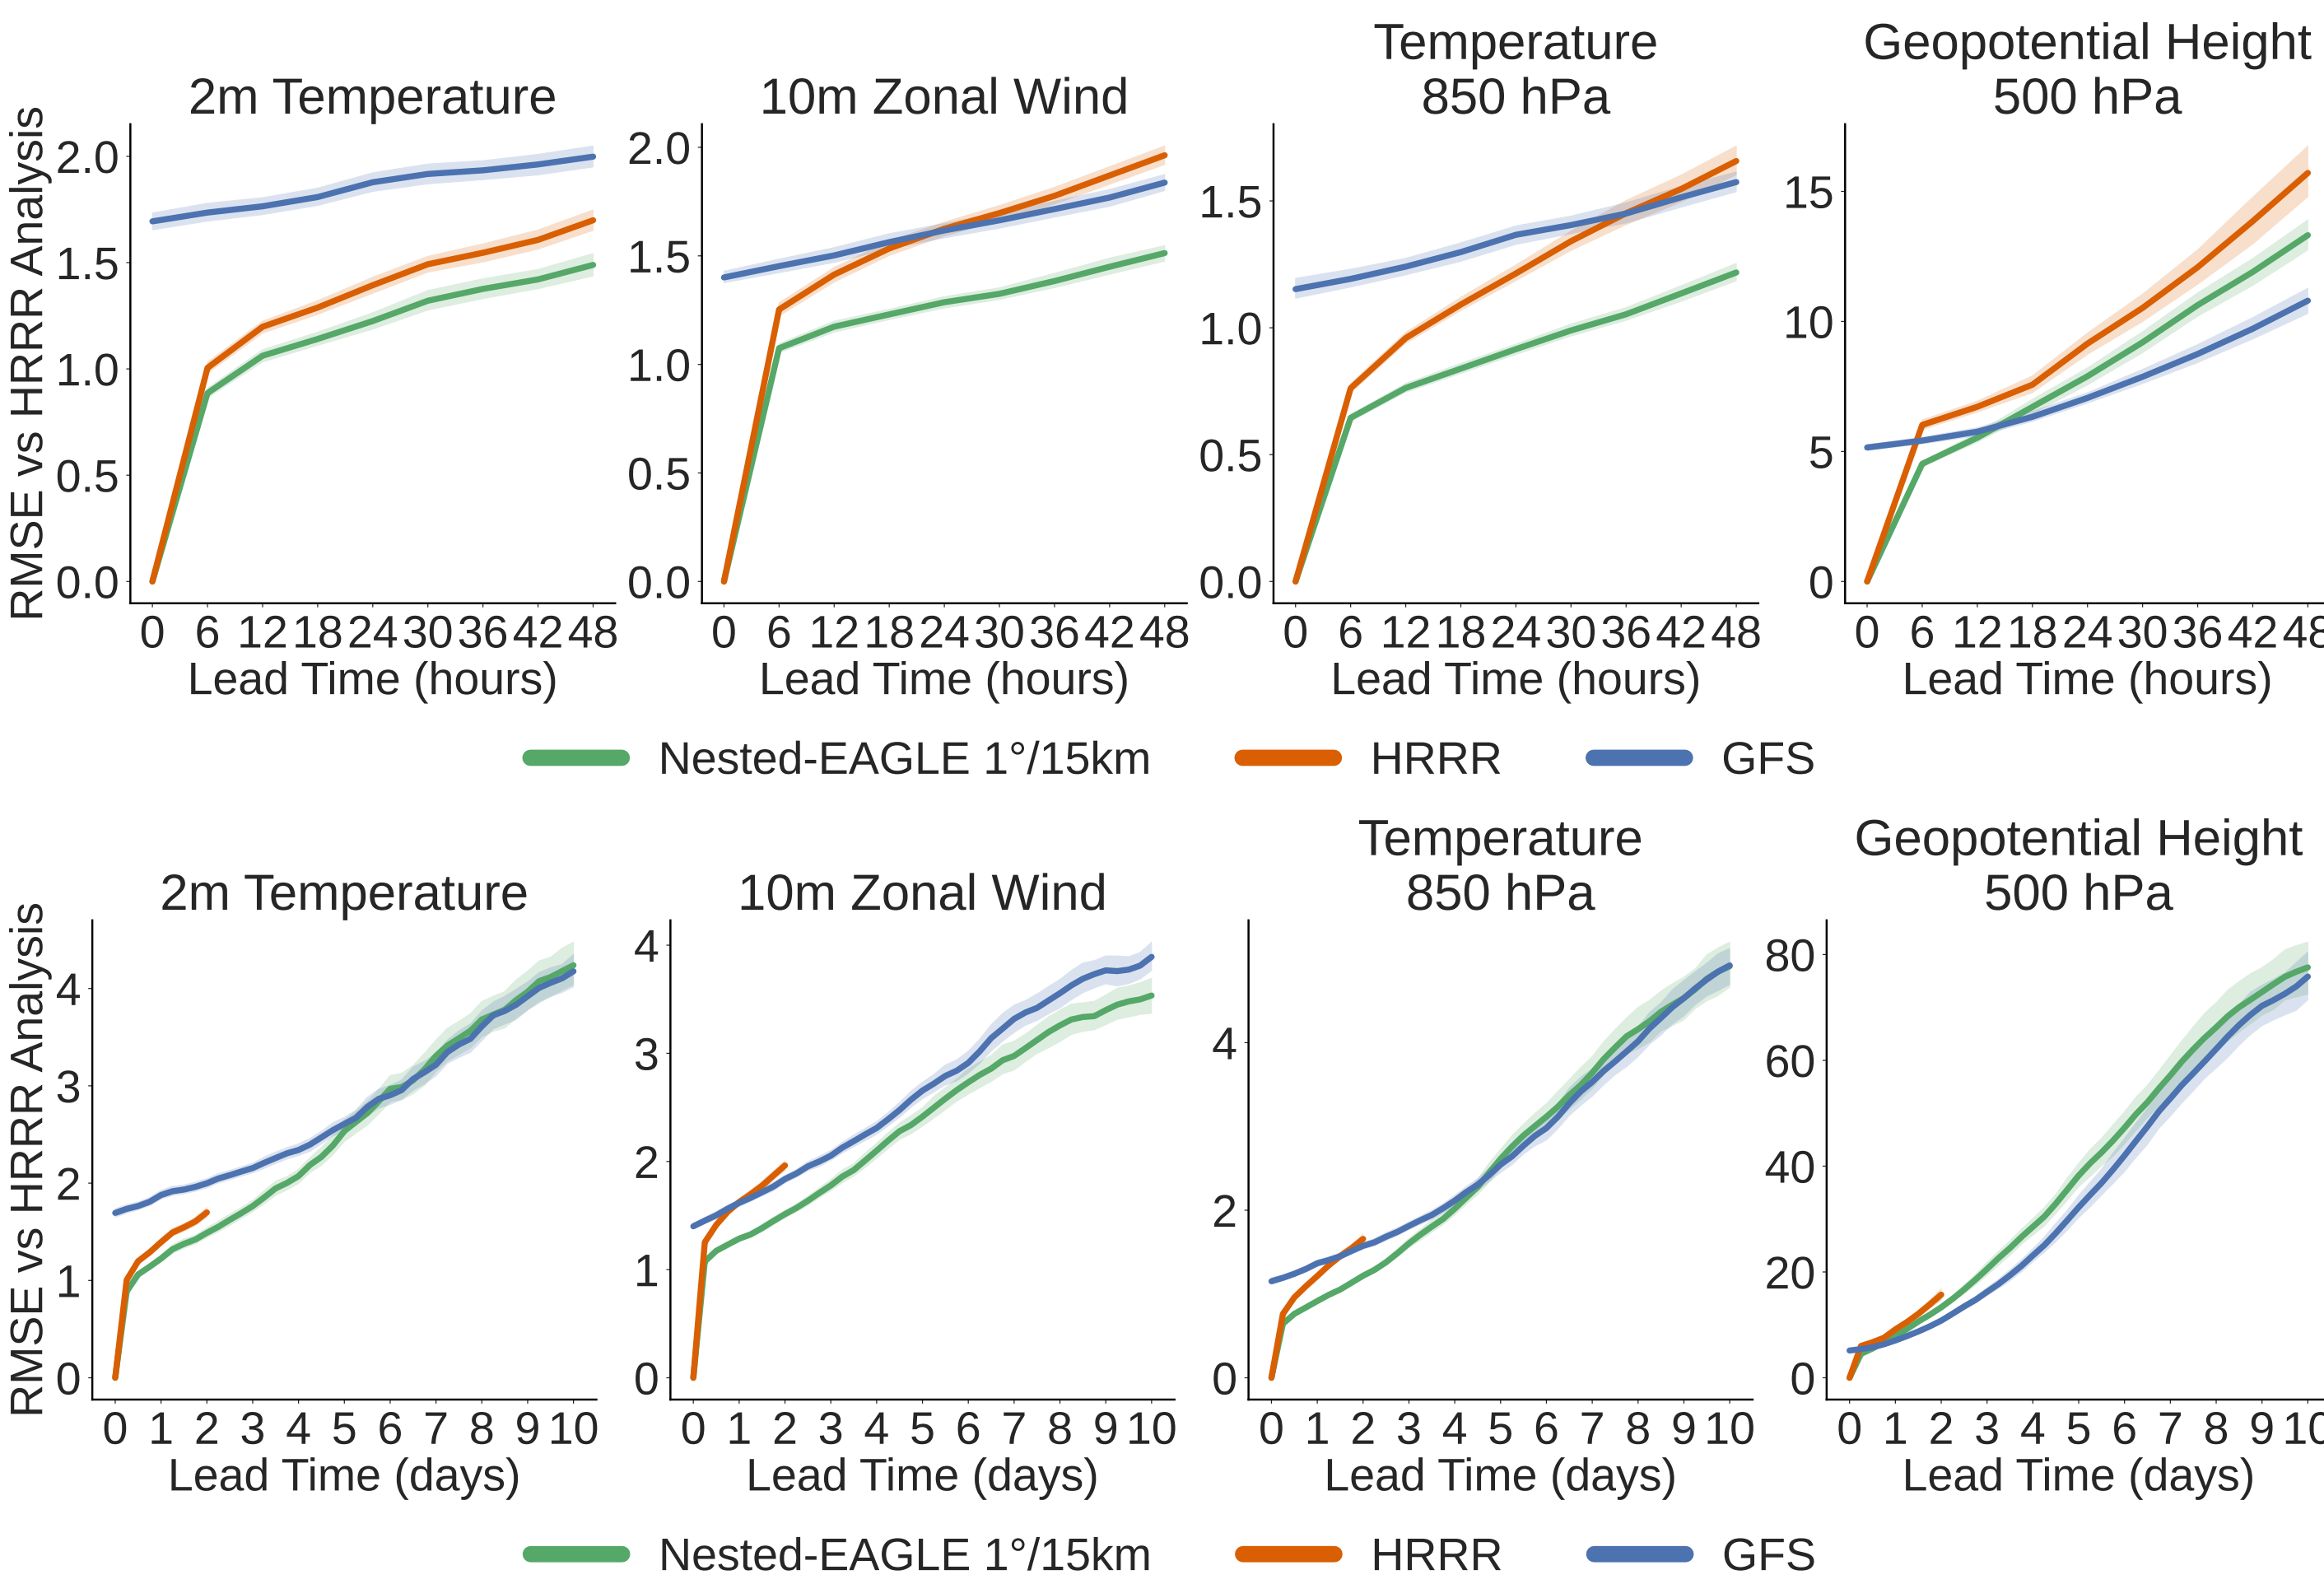 2m Temperature
10m Zonal Wind
Temperature
850 hPa
Geopotential Height
500 hPa
RMSE vs HRRR Analysis
2.0
1.5
1.0
0.5
0.0
0 6 12 18 24 30 36 42 48
Lead Time (hours)
2.0
1.5
1.0
0.5
0.0
0 6 12 18 24 30 36 42 48
Lead Time (hours)
1.5
1.0
0.5
0.0
0 6 12 18 24 30 36 42 48
Lead Time (hours)
15
10
5
0
0 6 12 18 24 30 36 42 48
Lead Time (hours)
Nested-EAGLE 1°/15km HRRR GFS
2m Temperature
10m Zonal Wind
Temperature
850 hPa
Geopotential Height
500 hPa
RMSE vs HRRR Analysis
4
3
2
1
0
0 1 2 3 4 5 6 7 8 9 10
Lead Time (days)
4
3
2
1
0
0 1 2 3 4 5 6 7 8 9 10
Lead Time (days)
4
2
0
0 1 2 3 4 5 6 7 8 9 10
Lead Time (days)
80
60
40
20
0
0 1 2 3 4 5 6 7 8 9 10
Lead Time (days)
Nested-EAGLE 1°/15km HRRR GFS